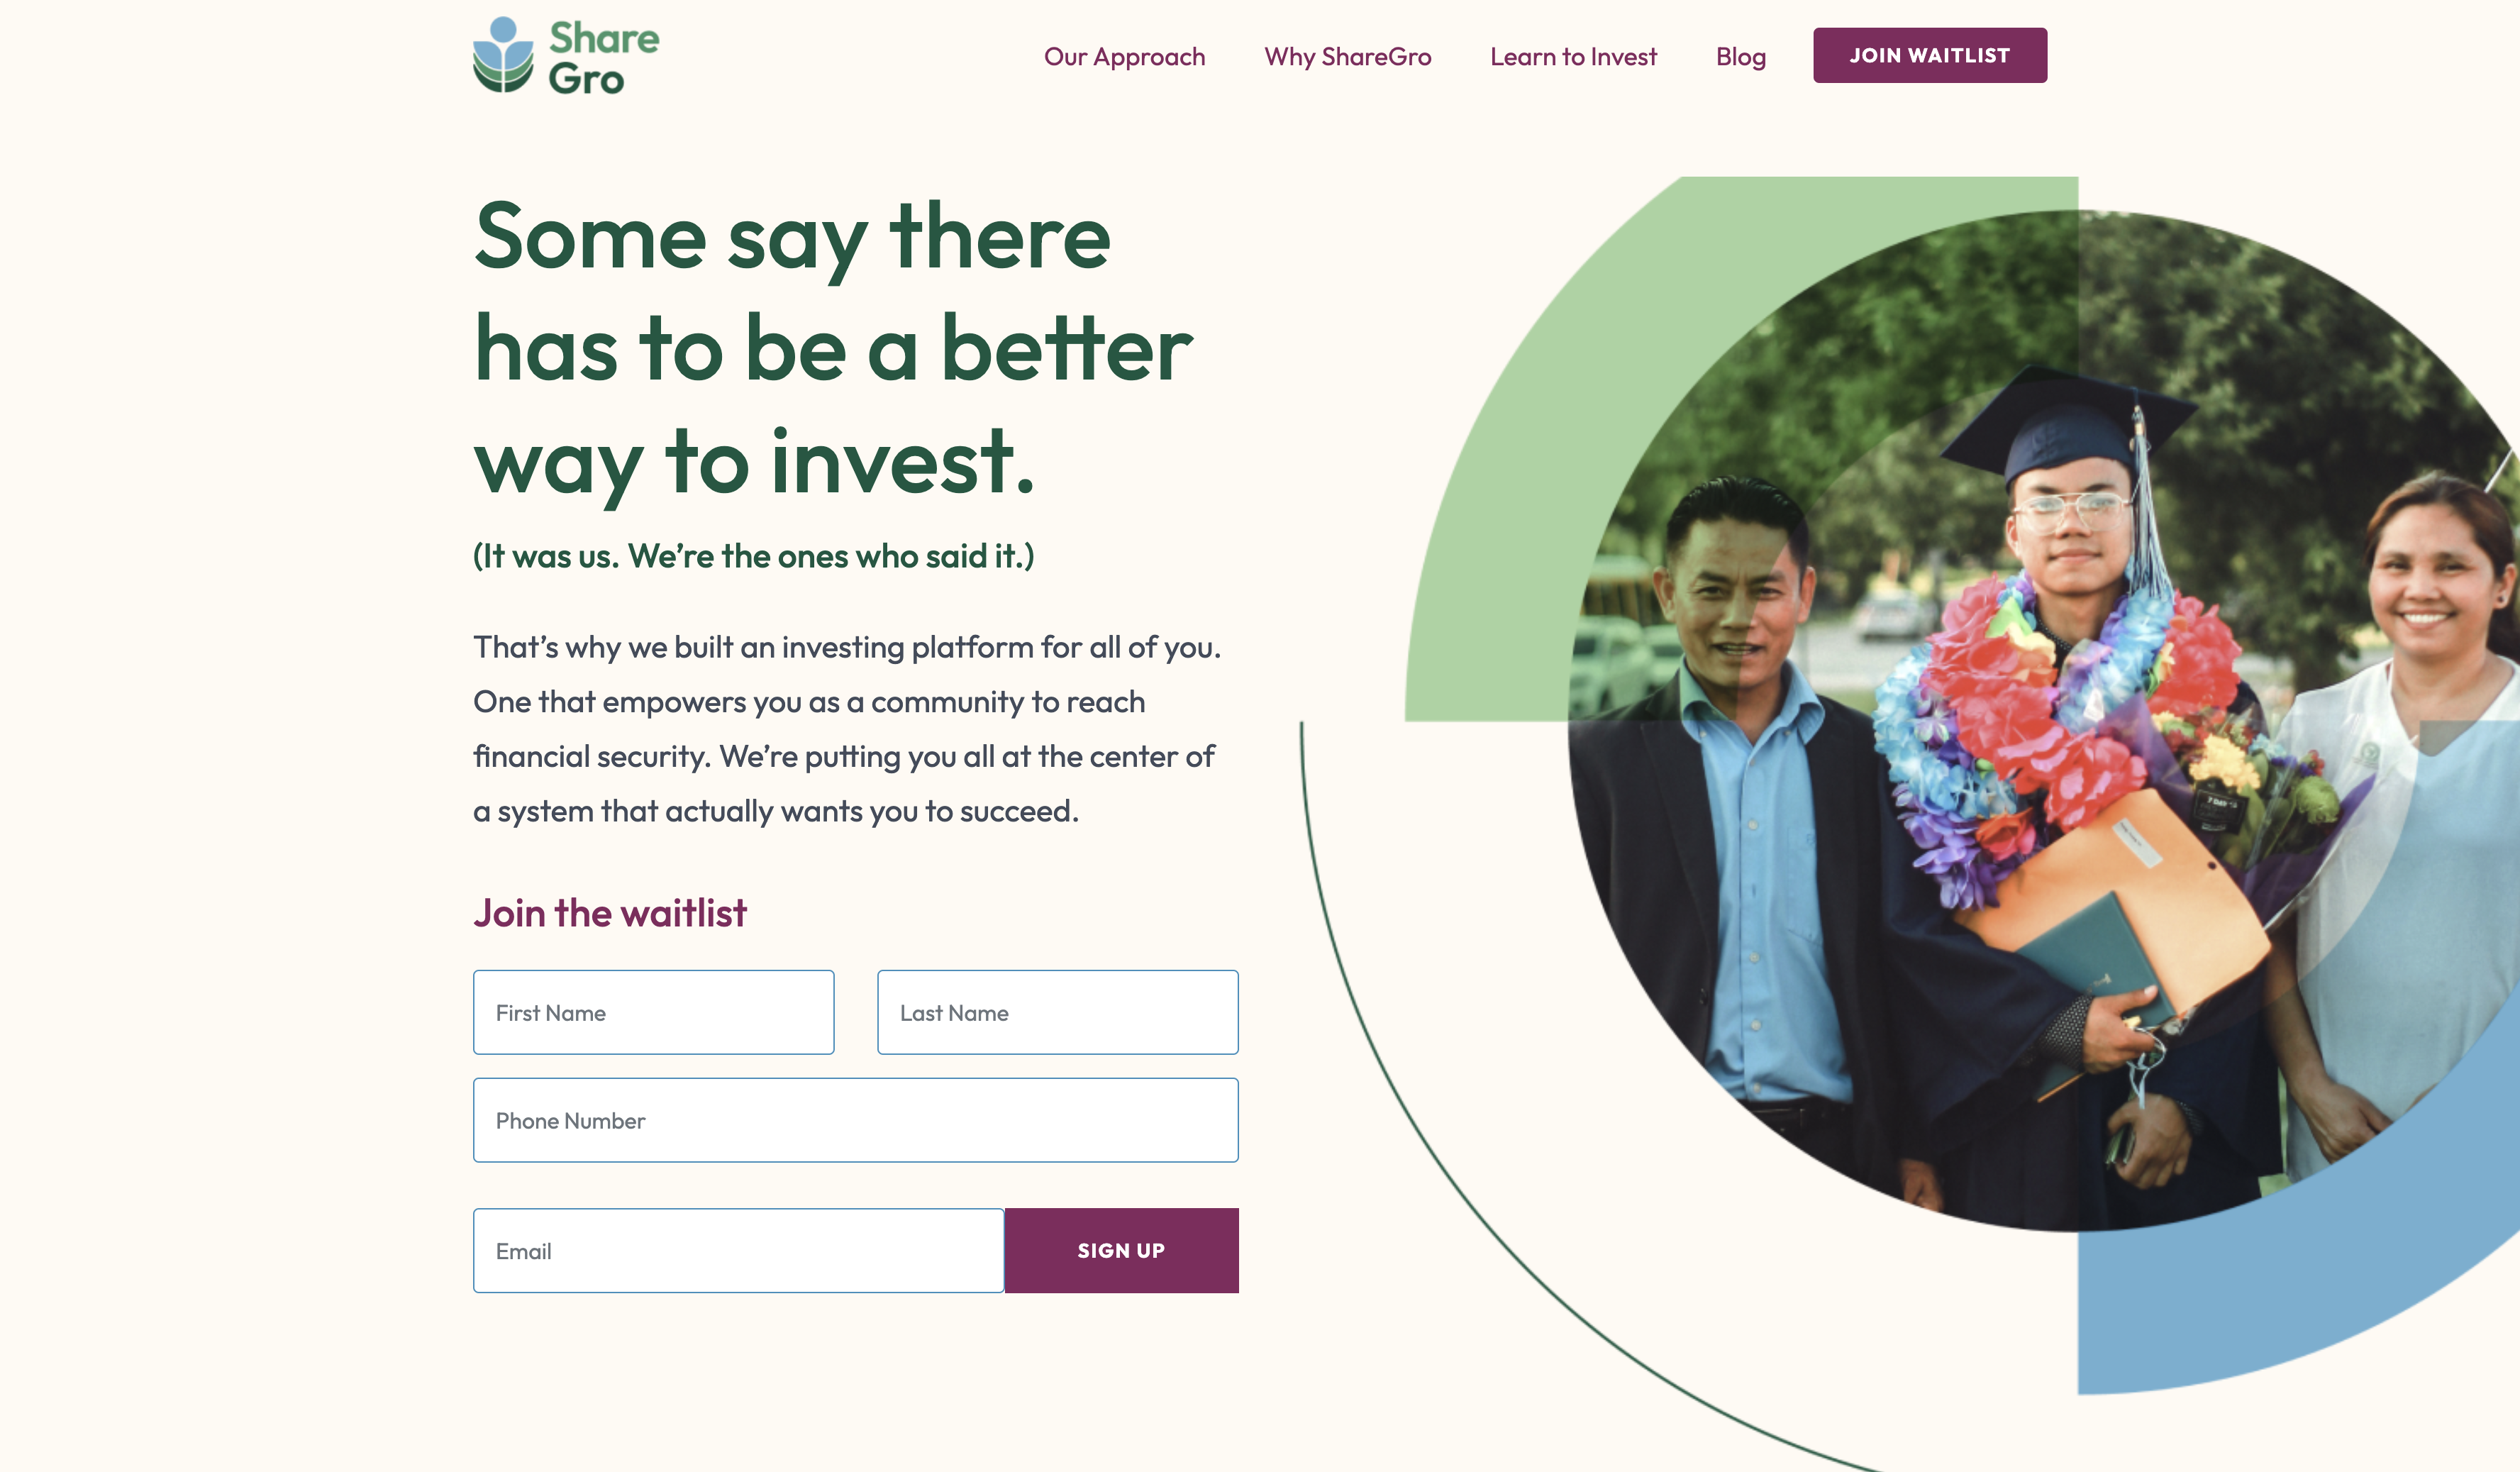 Share
Gro
Our Approach
Why ShareGro
Learn to Invest
Blog
JOIN WAITLIST
Some say there
has to be a better
way to invest.
(It was us. We’re the ones who said it.)
That’s why we built an investing platform for all of you.
One that empowers you as a community to reach
financial security. We’re putting you all at the center of
a system that actually wants you to succeed.
Join the waitlist
First Name
Last Name
Phone Number
Email
SIGN UP